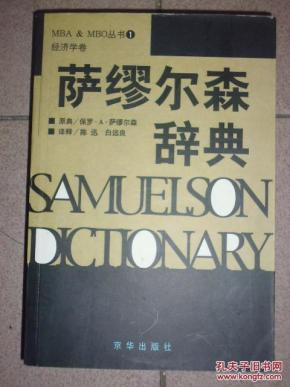 MBA & MBO丛书❶
经济学卷
萨缪尔森
辞典
■原典/保罗·A·萨缪尔森
■译释/陈迅 白远良
SAMUELSON
DICTIONARY
京华出版社
孔夫子旧书网